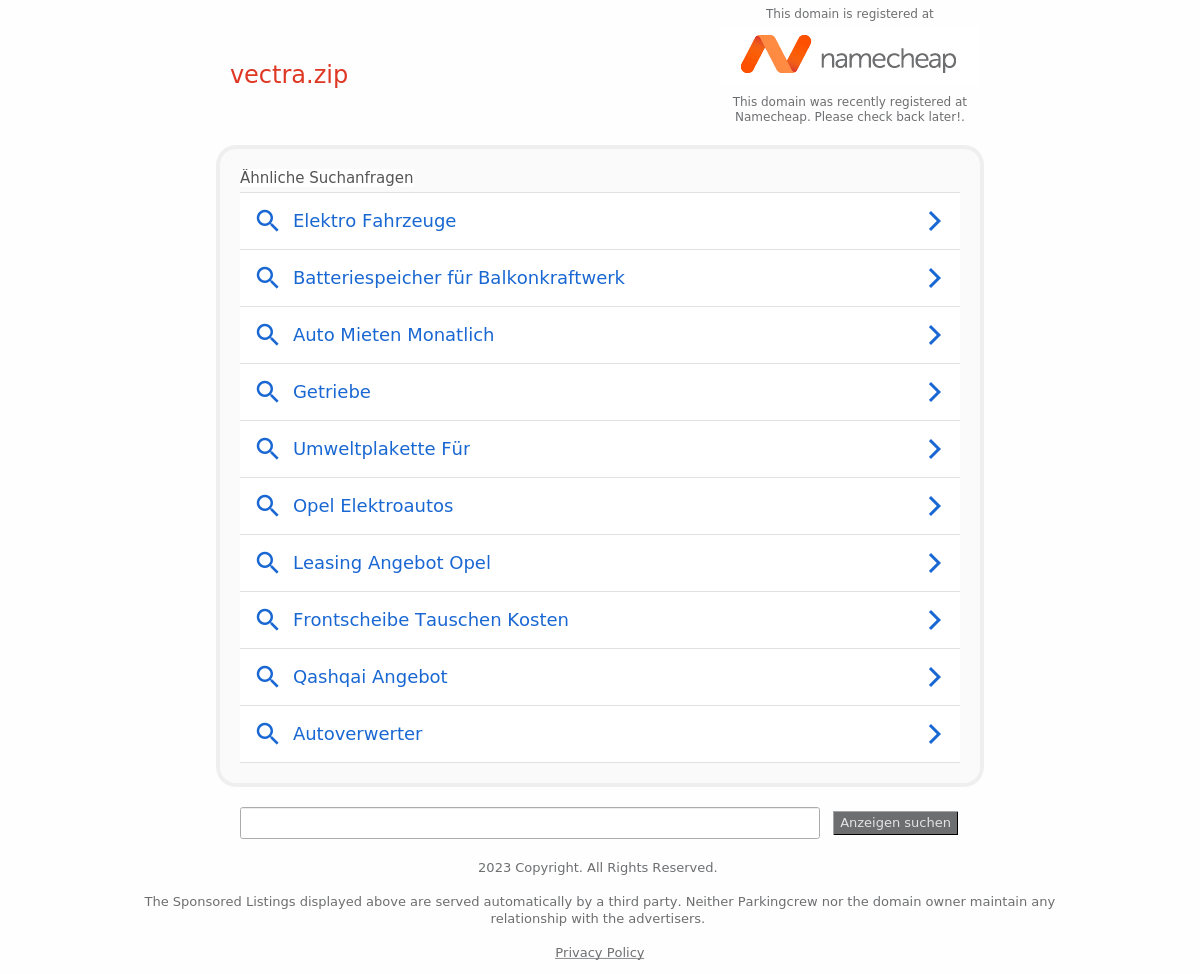 This domain is registered at
namecheap
vectra.zip
This domain was recently registered at
Namecheap. Please check back later!.
Ähnliche Suchanfragen
Elektro Fahrzeuge
Batteriespeicher für Balkonkraftwerk
Auto Mieten Monatlich
Getriebe
Umweltplakette Für
Opel Elektroautos
Leasing Angebot Opel
Frontscheibe Tauschen Kosten
Qashqai Angebot
Autoverwerter
Anzeigen suchen
2023 Copyright. All Rights Reserved.
The Sponsored Listings displayed above are served automatically by a third party. Neither Parkingcrew nor the domain owner maintain any
relationship with the advertisers.
Privacy Policy